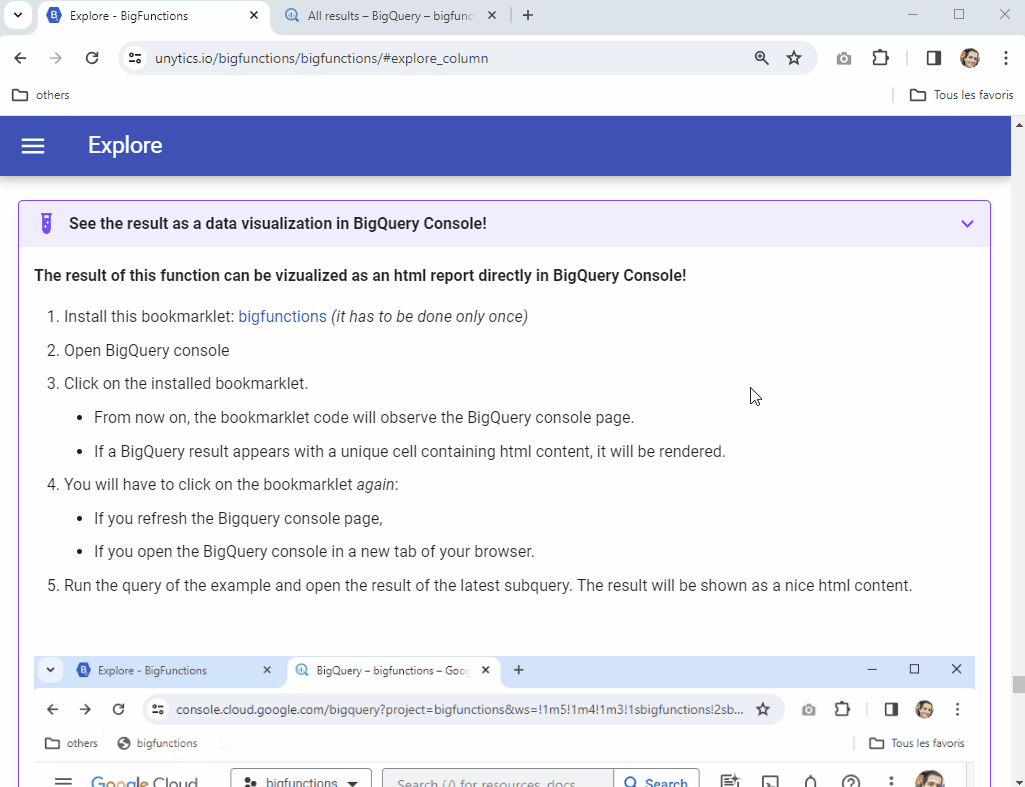 Explore - BigFunctions
All results – BigQuery – bigfunc
unytics.io/bigfunctions/bigfunctions/#explore_column
others
Tous les favoris
Explore
See the result as a data visualization in BigQuery Console!
The result of this function can be vizualized as an html report directly in BigQuery Console!
1. Install this bookmarklet: bigfunctions (it has to be done only once)
2. Open BigQuery console
3. Click on the installed bookmarklet.
• From now on, the bookmarklet code will observe the BigQuery console page.
• If a BigQuery result appears with a unique cell containing html content, it will be rendered.
4. You will have to click on the bookmarklet again:
• If you refresh the Bigquery console page,
• If you open the BigQuery console in a new tab of your browser.
5. Run the query of the example and open the result of the latest subquery. The result will be shown as a nice html content.
Explore - BigFunctions
BigQuery – bigfunctions – Goog
console.cloud.google.com/bigquery?project=bigfunctions&ws=!1m5!1m4!1m3!1sbigfunctions!2sb...
others
bigfunctions
Tous les favoris
Google Cloud
bigfunctions
Search (/) for resources, docs,
Search